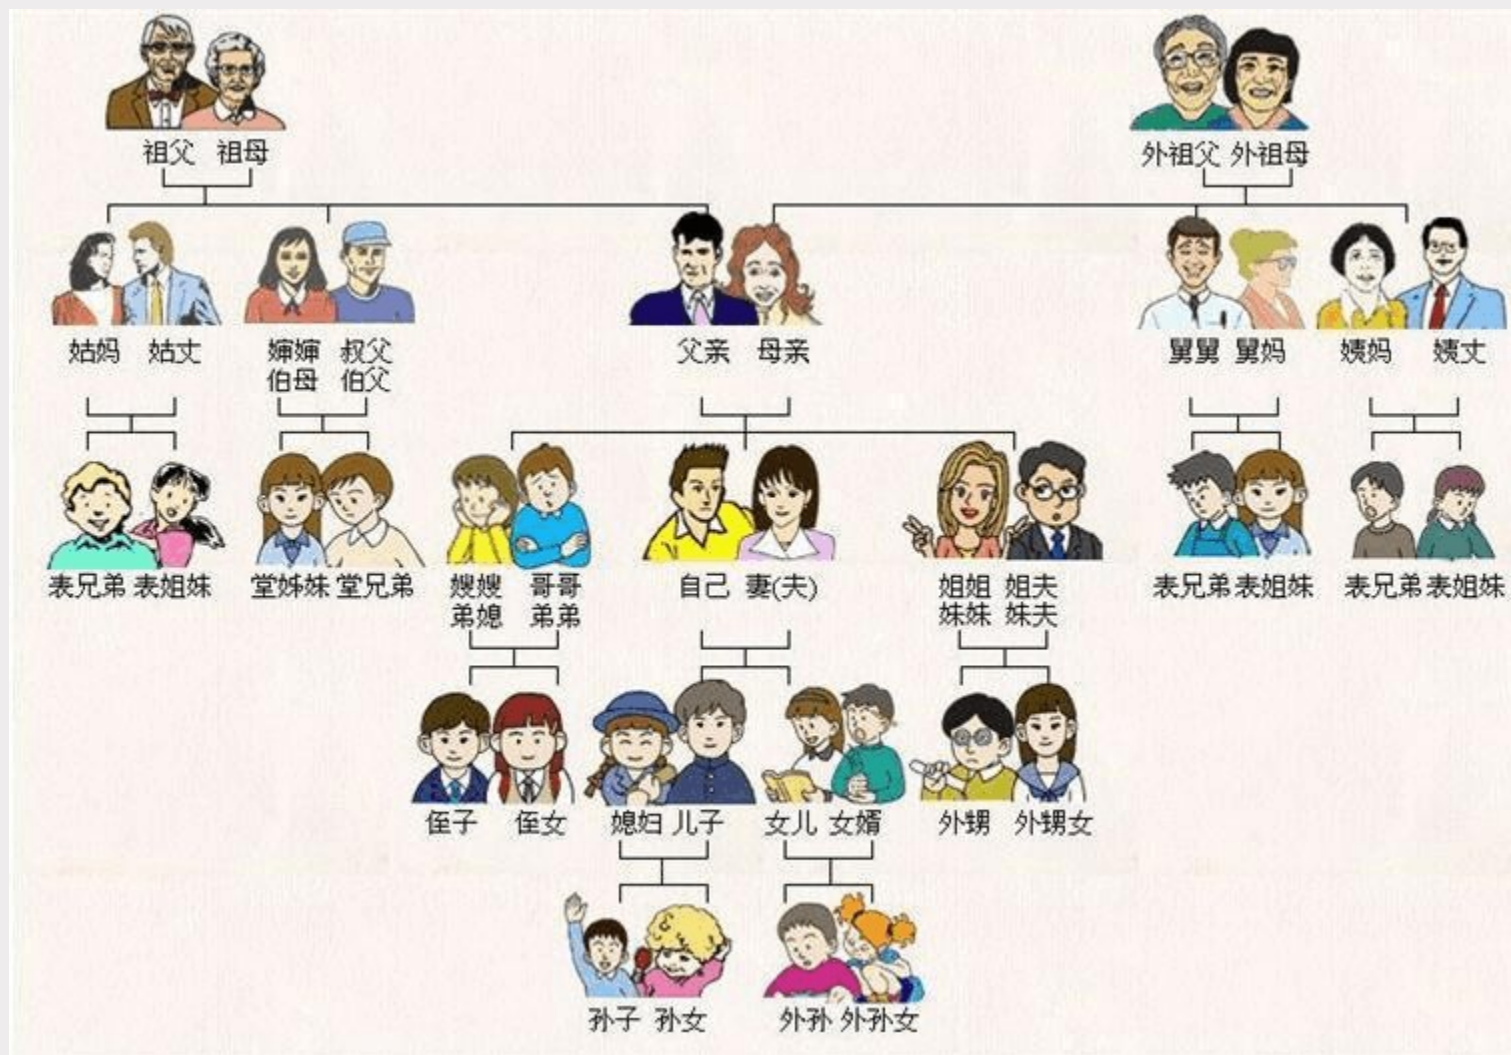 祖父 祖母
外祖父 外祖母
姑妈 姑丈
婶婶 叔父
伯母 伯父
父亲 母亲
舅舅 舅妈
姨妈 姨丈
表兄弟 表姐妹
堂姊妹 堂兄弟
嫂嫂 哥哥
弟媳 弟弟
自己 妻(夫)
姐姐 姐夫
妹妹 妹夫
表兄弟 表姐妹
表兄弟 表姐妹
侄子 侄女
媳妇 儿子
女儿 女婿
外甥 外甥女
孙子 孙女
外孙 外孙女